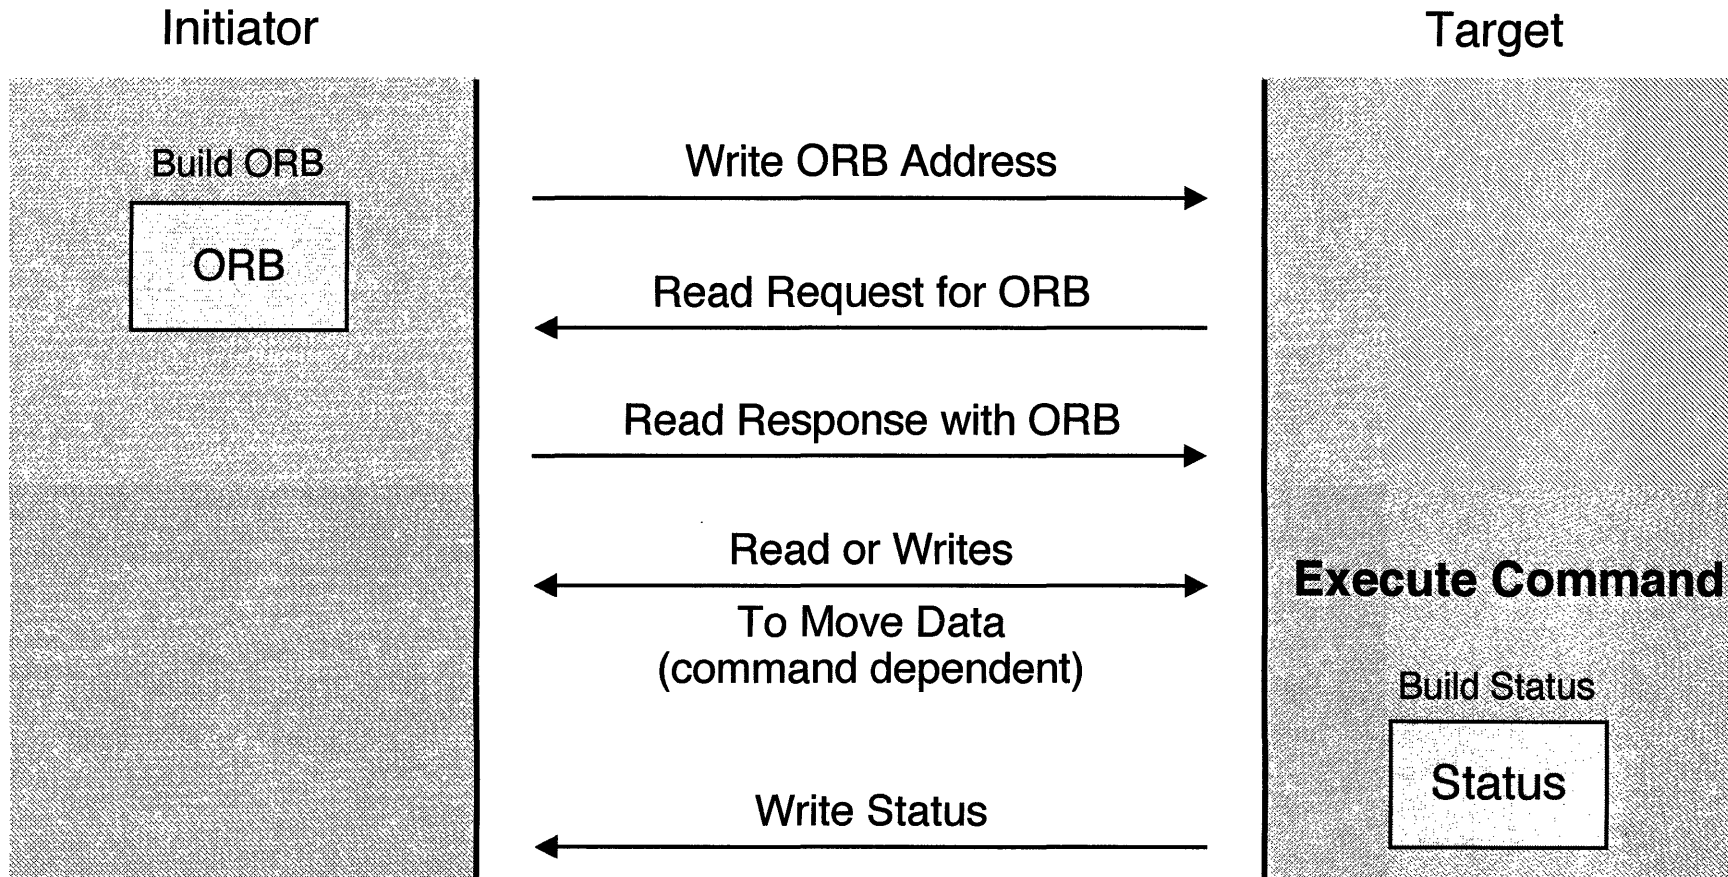 Initiator
Target
Build ORB
Write ORB Address
ORB
Read Request for ORB
Read Response with ORB
Read or Writes
Execute Command
To Move Data
(command dependent)
Build Status
Status
Write Status